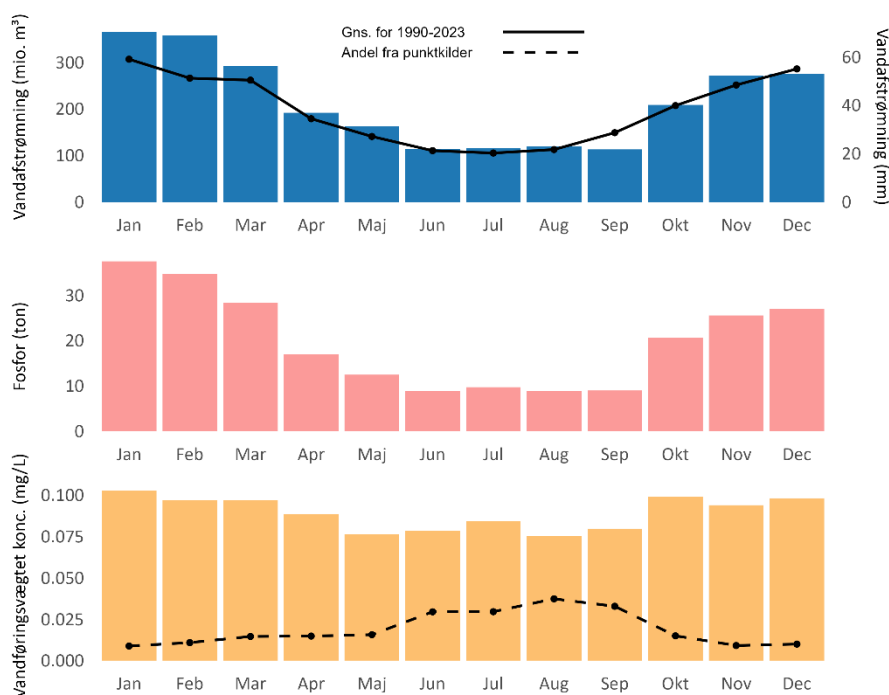 Gns. for 1990-2023
Andel fra punktkilder
Vandafstrømning (mio. m³)
300
200
100
0
Vandafstrømning (mm)
60
40
20
0
Jan Feb Mar Apr Maj Jun Jul Aug Sep Okt Nov Dec
Fosfor (ton)
30
20
10
0
Jan Feb Mar Apr Maj Jun Jul Aug Sep Okt Nov Dec
Vandføringsvægtet konc. (mg/L)
0.100
0.075
0.050
0.025
0.000
Jan Feb Mar Apr Maj Jun Jul Aug Sep Okt Nov Dec